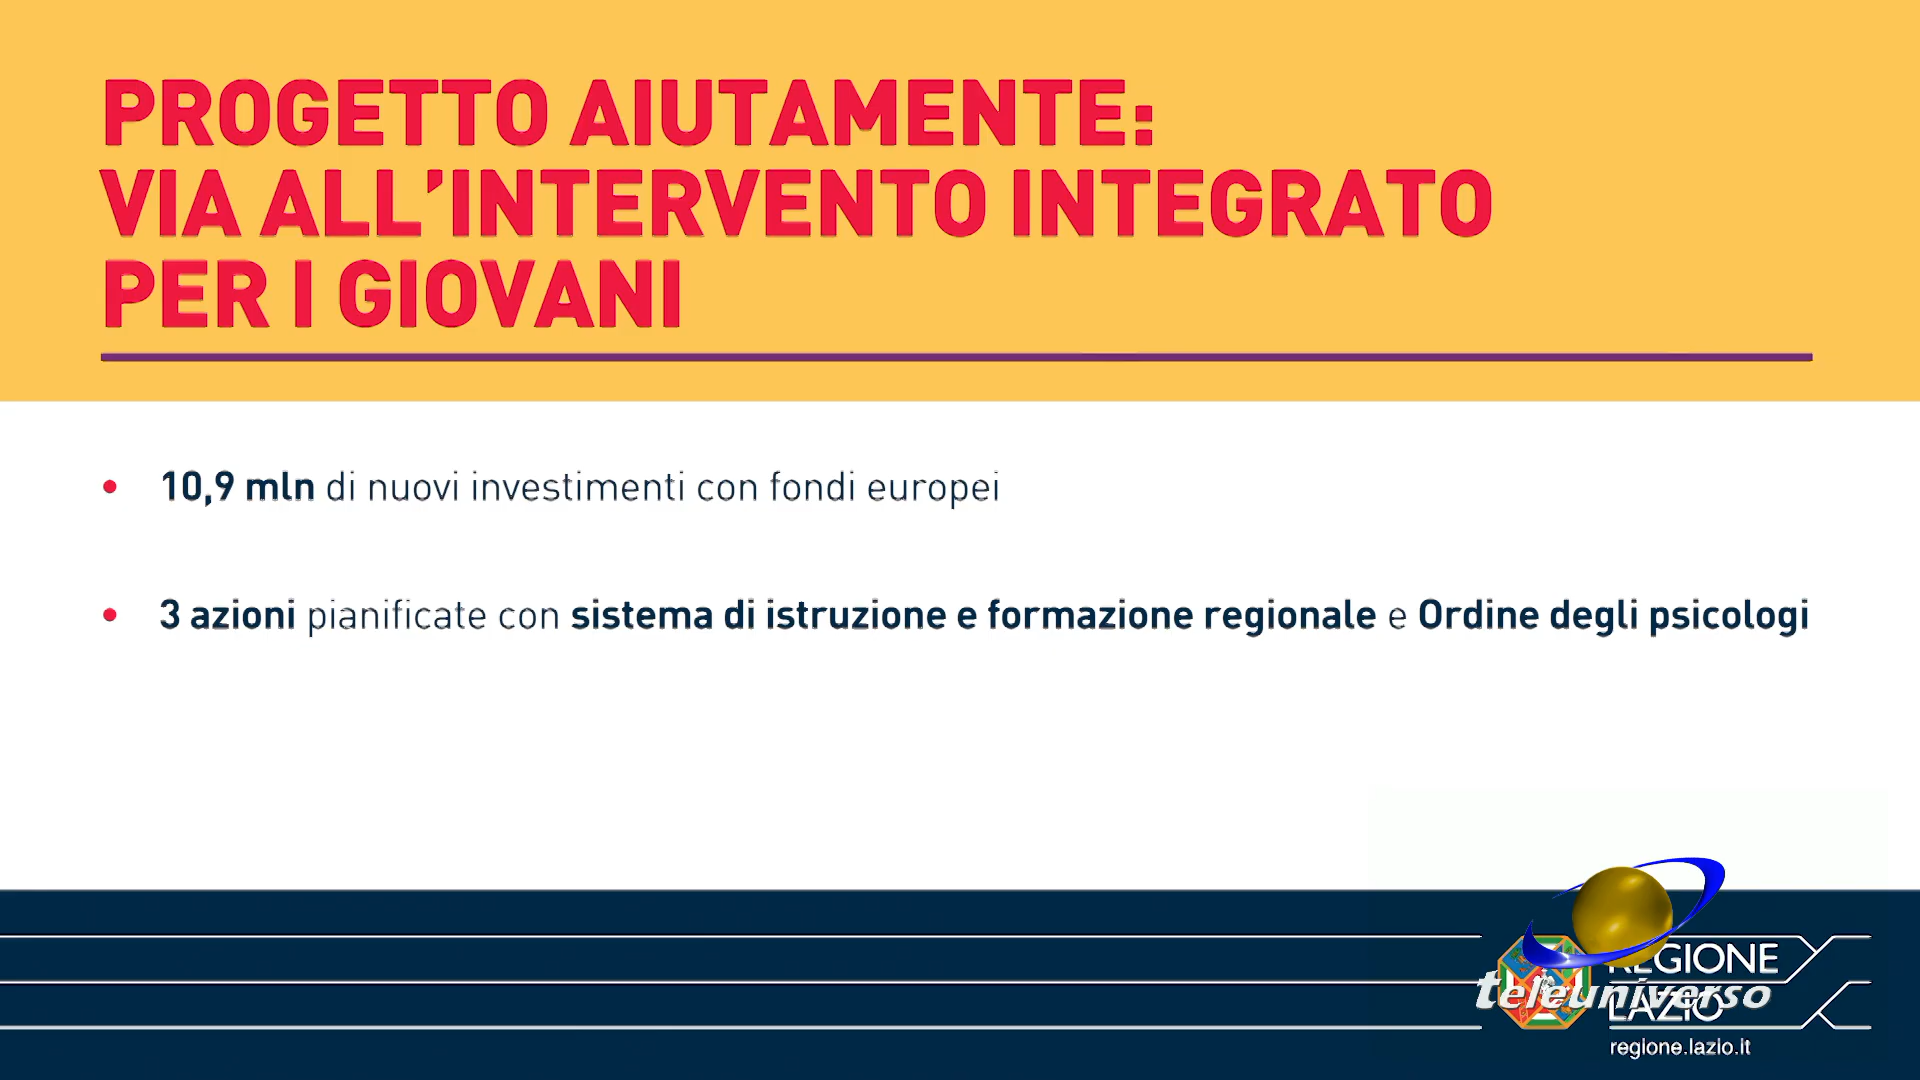 PROGETTO AIUTAMENTE:
VIA ALL’INTERVENTO INTEGRATO
PER I GIOVANI
• 10,9 mln di nuovi investimenti con fondi europei
• 3 azioni pianificate con sistema di istruzione e formazione regionale e Ordine degli psicologi
REGIONE
teleuniverso
LAZIO
regione.lazio.it